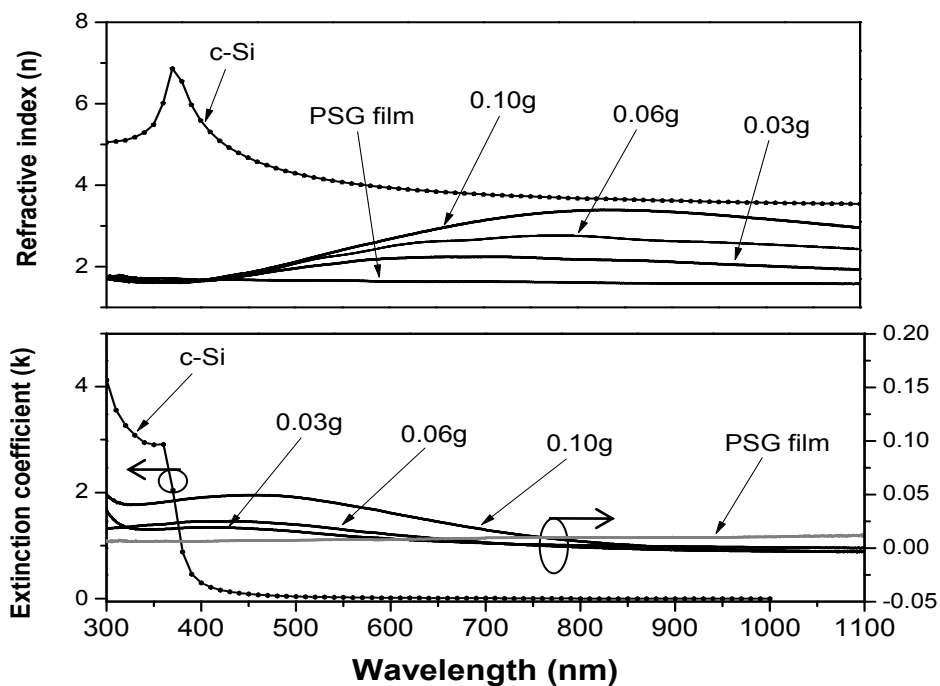 8
6
4
2
Refractive index (n)
c-Si
PSG film
0.10g
0.06g
0.03g
4
2
0
Extinction coefficient (k)
c-Si
0.03g
0.06g
0.10g
PSG film
0.20
0.15
0.10
0.05
0.00
-0.05
300 400 500 600 700 800 900 1000 1100
Wavelength (nm)